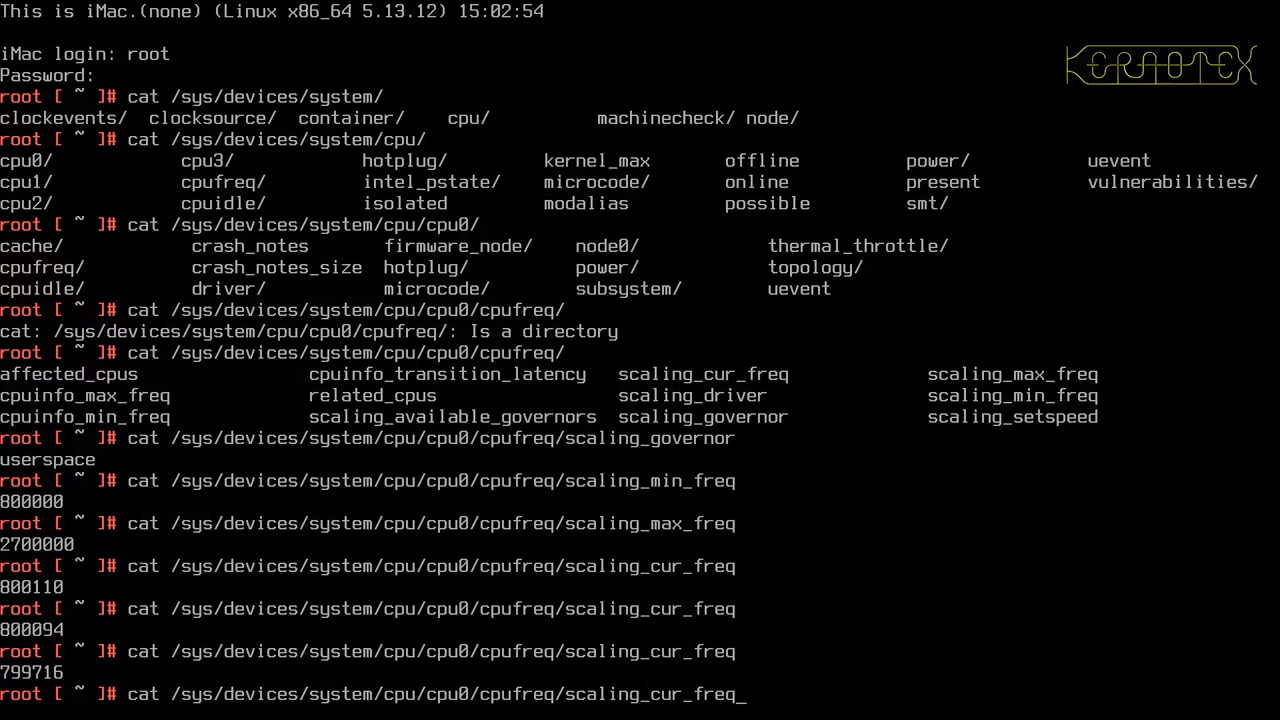 This is iMac.(none) (Linux x86_64 5.13.12) 15:02:54
iMac login: root
KERNOTEX
Password:
root [ ~ ]# cat /sys/devices/system/
clockevents/ clocksource/ container/ cpu/ machinecheck/ node/
root [ ~ ]# cat /sys/devices/system/cpu/
cpu0/ cpu3/ hotplug/ kernel_max offline power/ uevent
cpu1/ cpufreq/ intel_pstate/ microcode/ online present vulnerabilities/
cpu2/ cpuidle/ isolated modalias possible smt/
root [ ~ ]# cat /sys/devices/system/cpu/cpu0/
cache/ crash_notes firmware_node/ node0/ thermal_throttle/
cpufreq/ crash_notes_size hotplug/ power/ topology/
cpuidle/ driver/ microcode/ subsystem/ uevent
root [ ~ ]# cat /sys/devices/system/cpu/cpu0/cpufreq/
cat: /sys/devices/system/cpu/cpu0/cpufreq/: Is a directory
root [ ~ ]# cat /sys/devices/system/cpu/cpu0/cpufreq/
affected_cpus cpuinfo_transition_latency scaling_cur_freq scaling_max_freq
cpuinfo_max_freq related_cpus scaling_driver scaling_min_freq
cpuinfo_min_freq scaling_available_governors scaling_governor scaling_setspeed
root [ ~ ]# cat /sys/devices/system/cpu/cpu0/cpufreq/scaling_governor
userspace
root [ ~ ]# cat /sys/devices/system/cpu/cpu0/cpufreq/scaling_min_freq
800000
root [ ~ ]# cat /sys/devices/system/cpu/cpu0/cpufreq/scaling_max_freq
2700000
root [ ~ ]# cat /sys/devices/system/cpu/cpu0/cpufreq/scaling_cur_freq
800110
root [ ~ ]# cat /sys/devices/system/cpu/cpu0/cpufreq/scaling_cur_freq
800094
root [ ~ ]# cat /sys/devices/system/cpu/cpu0/cpufreq/scaling_cur_freq
799716
root [ ~ ]# cat /sys/devices/system/cpu/cpu0/cpufreq/scaling_cur_freq_